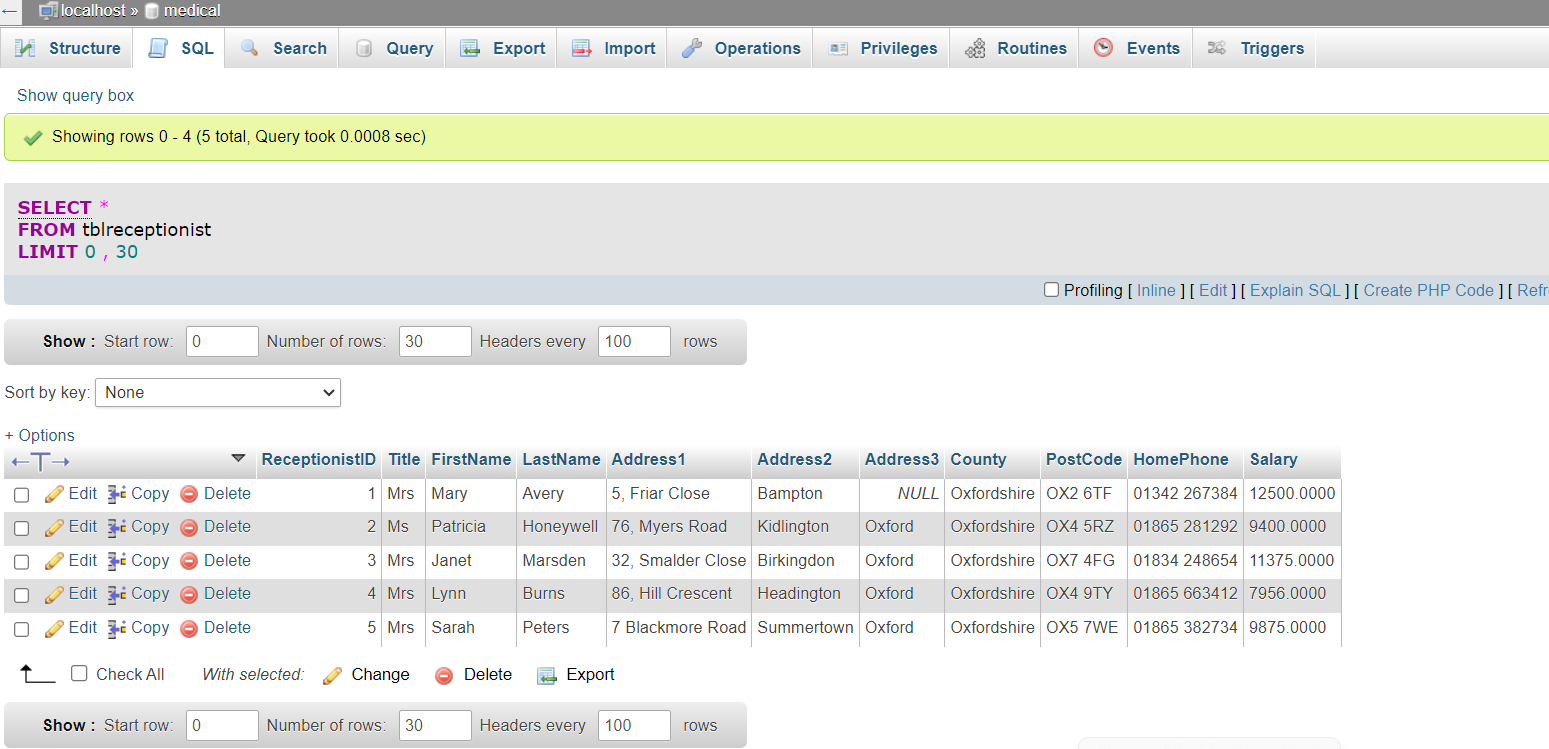 localhost » medical
Structure SQL Search Query Export Import Operations Privileges Routines Events Triggers
Show query box
Showing rows 0 - 4 (5 total, Query took 0.0008 sec)
SELECT *
FROM tblreceptionist
LIMIT 0 , 30
Profiling [ Inline ] [ Edit ] [ Explain SQL ] [ Create PHP Code ] [ Refr
Show : Start row: 0 Number of rows: 30 Headers every 100 rows
Sort by key: None
+ Options
←T→ ReceptionistID Title FirstName LastName Address1 Address2 Address3 County PostCode HomePhone Salary
Edit Copy Delete 1 Mrs Mary Avery 5, Friar Close Bampton NULL Oxfordshire OX2 6TF 01342 267384 12500.0000
Edit Copy Delete 2 Ms Patricia Honeywell 76, Myers Road Kidlington Oxford Oxfordshire OX4 5RZ 01865 281292 9400.0000
Edit Copy Delete 3 Mrs Janet Marsden 32, Smalder Close Birkingdon Oxford Oxfordshire OX7 4FG 01834 248654 11375.0000
Edit Copy Delete 4 Mrs Lynn Burns 86, Hill Crescent Headington Oxford Oxfordshire OX4 9TY 01865 663412 7956.0000
Edit Copy Delete 5 Mrs Sarah Peters 7 Blackmore Road Summertown Oxford Oxfordshire OX5 7WE 01865 382734 9875.0000
Check All With selected: Change Delete Export
Show : Start row: 0 Number of rows: 30 Headers every 100 rows